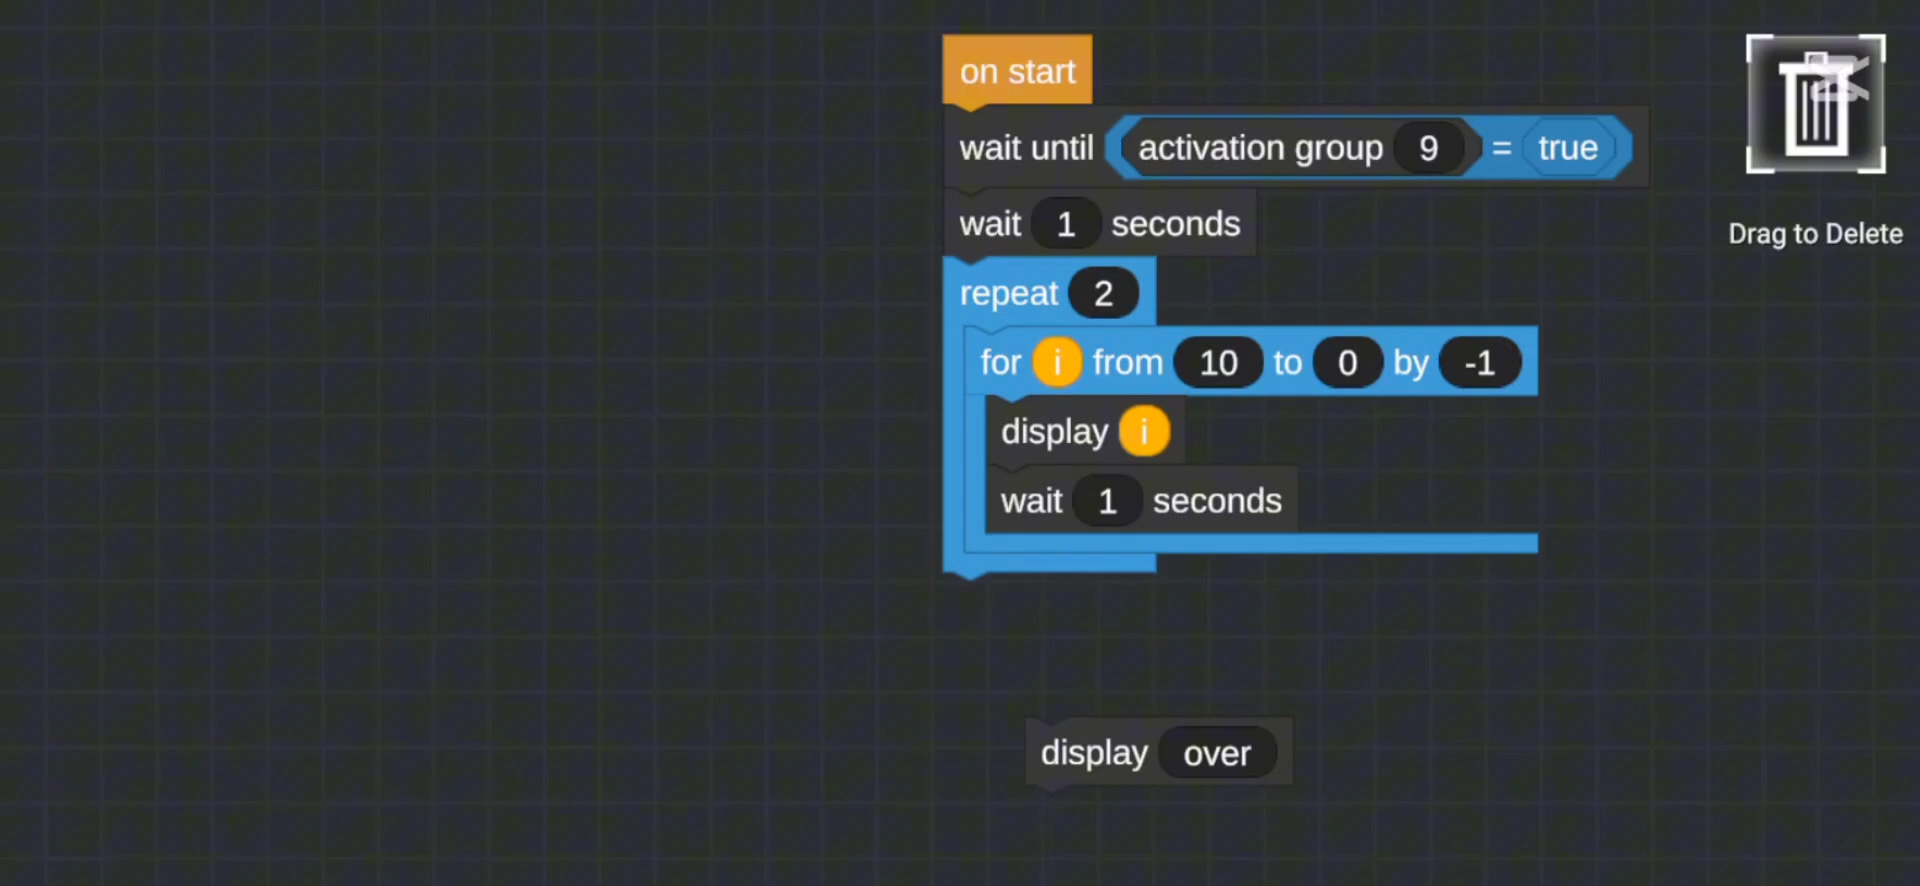 on start
wait until activation group 9 = true
wait 1 seconds
Drag to Delete
repeat 2
for i from 10 to 0 by -1
display i
wait 1 seconds
display over